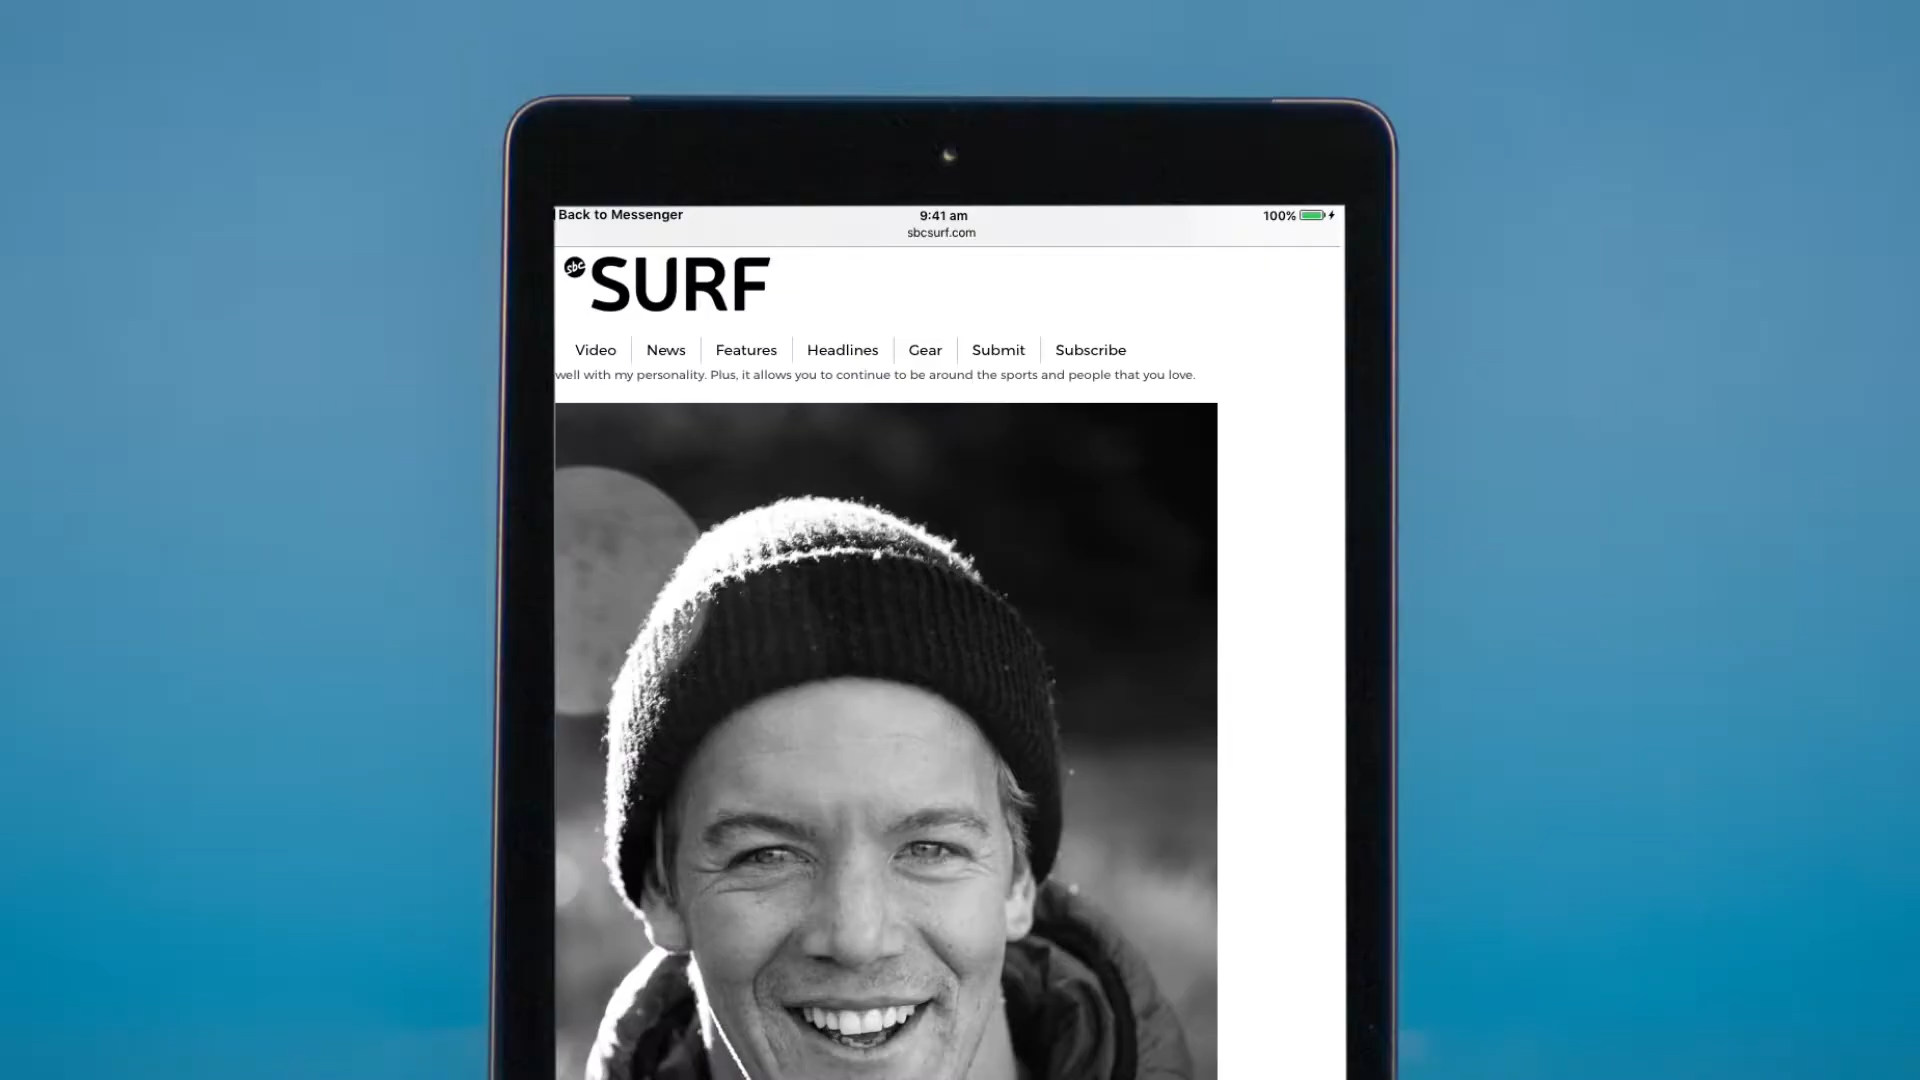 Back to Messenger
9:41 am
100%
sbcsurf.com
sbc SURF
Video News Features Headlines Gear Submit Subscribe
well with my personality. Plus, it allows you to continue to be around the sports and people that you love.